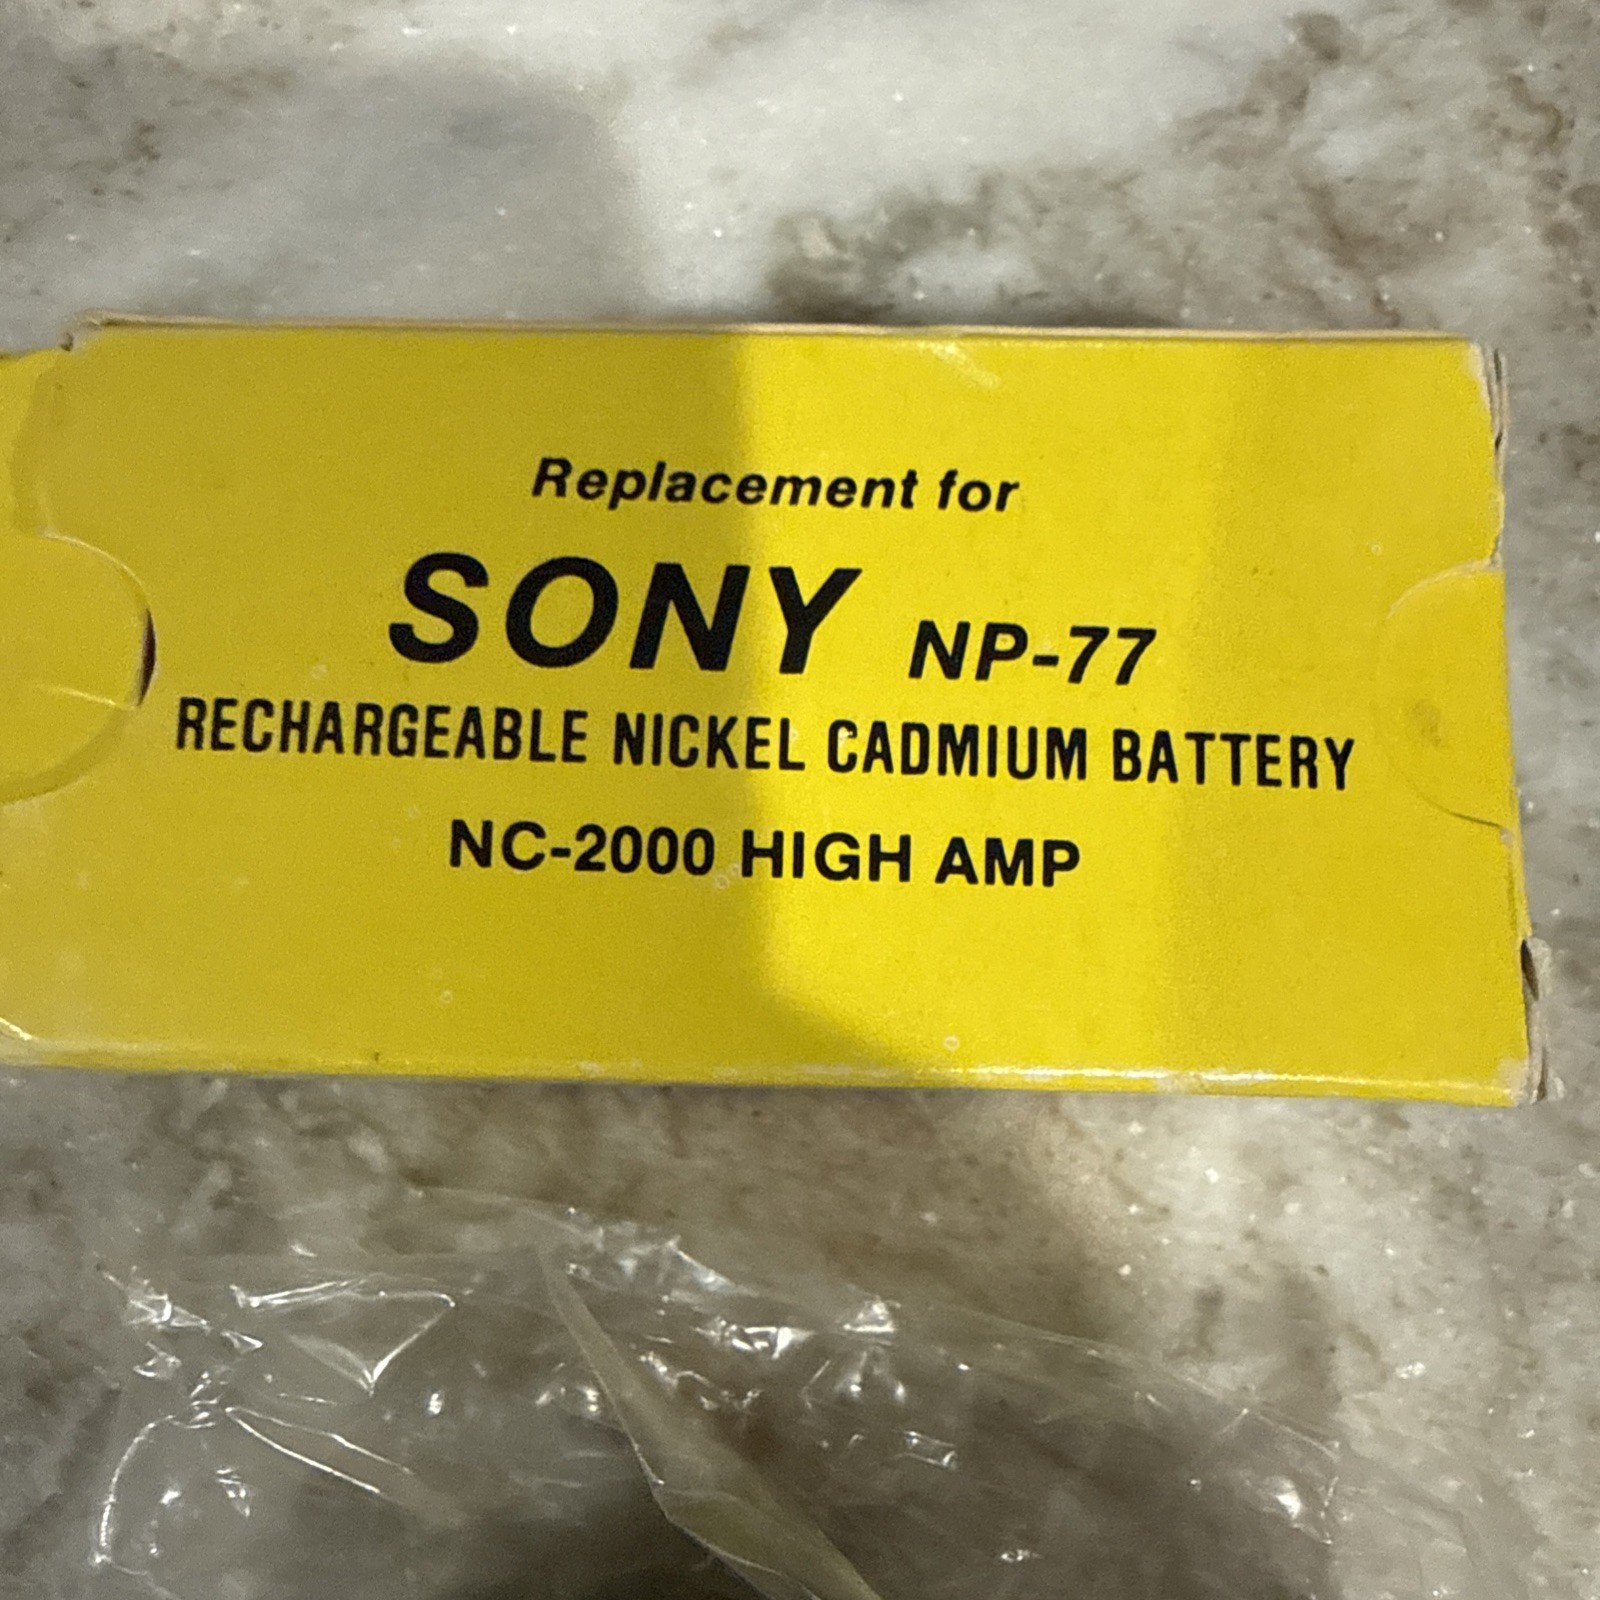 Replacement for
SONY NP-77
RECHARGEABLE NICKEL CADMIUM BATTERY
NC-2000 HIGH AMP